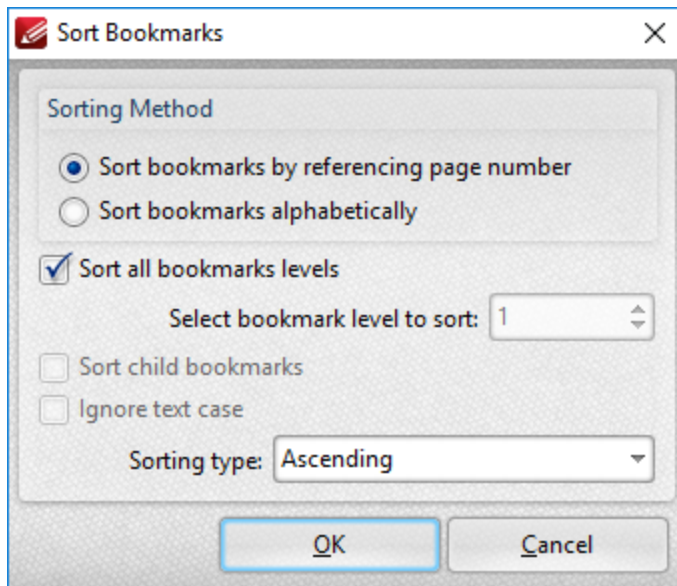 Sort Bookmarks
Sorting Method
Sort bookmarks by referencing page number
Sort bookmarks alphabetically
Sort all bookmarks levels
Select bookmark level to sort: 1
Sort child bookmarks
Ignore text case
Sorting type: Ascending
OK Cancel